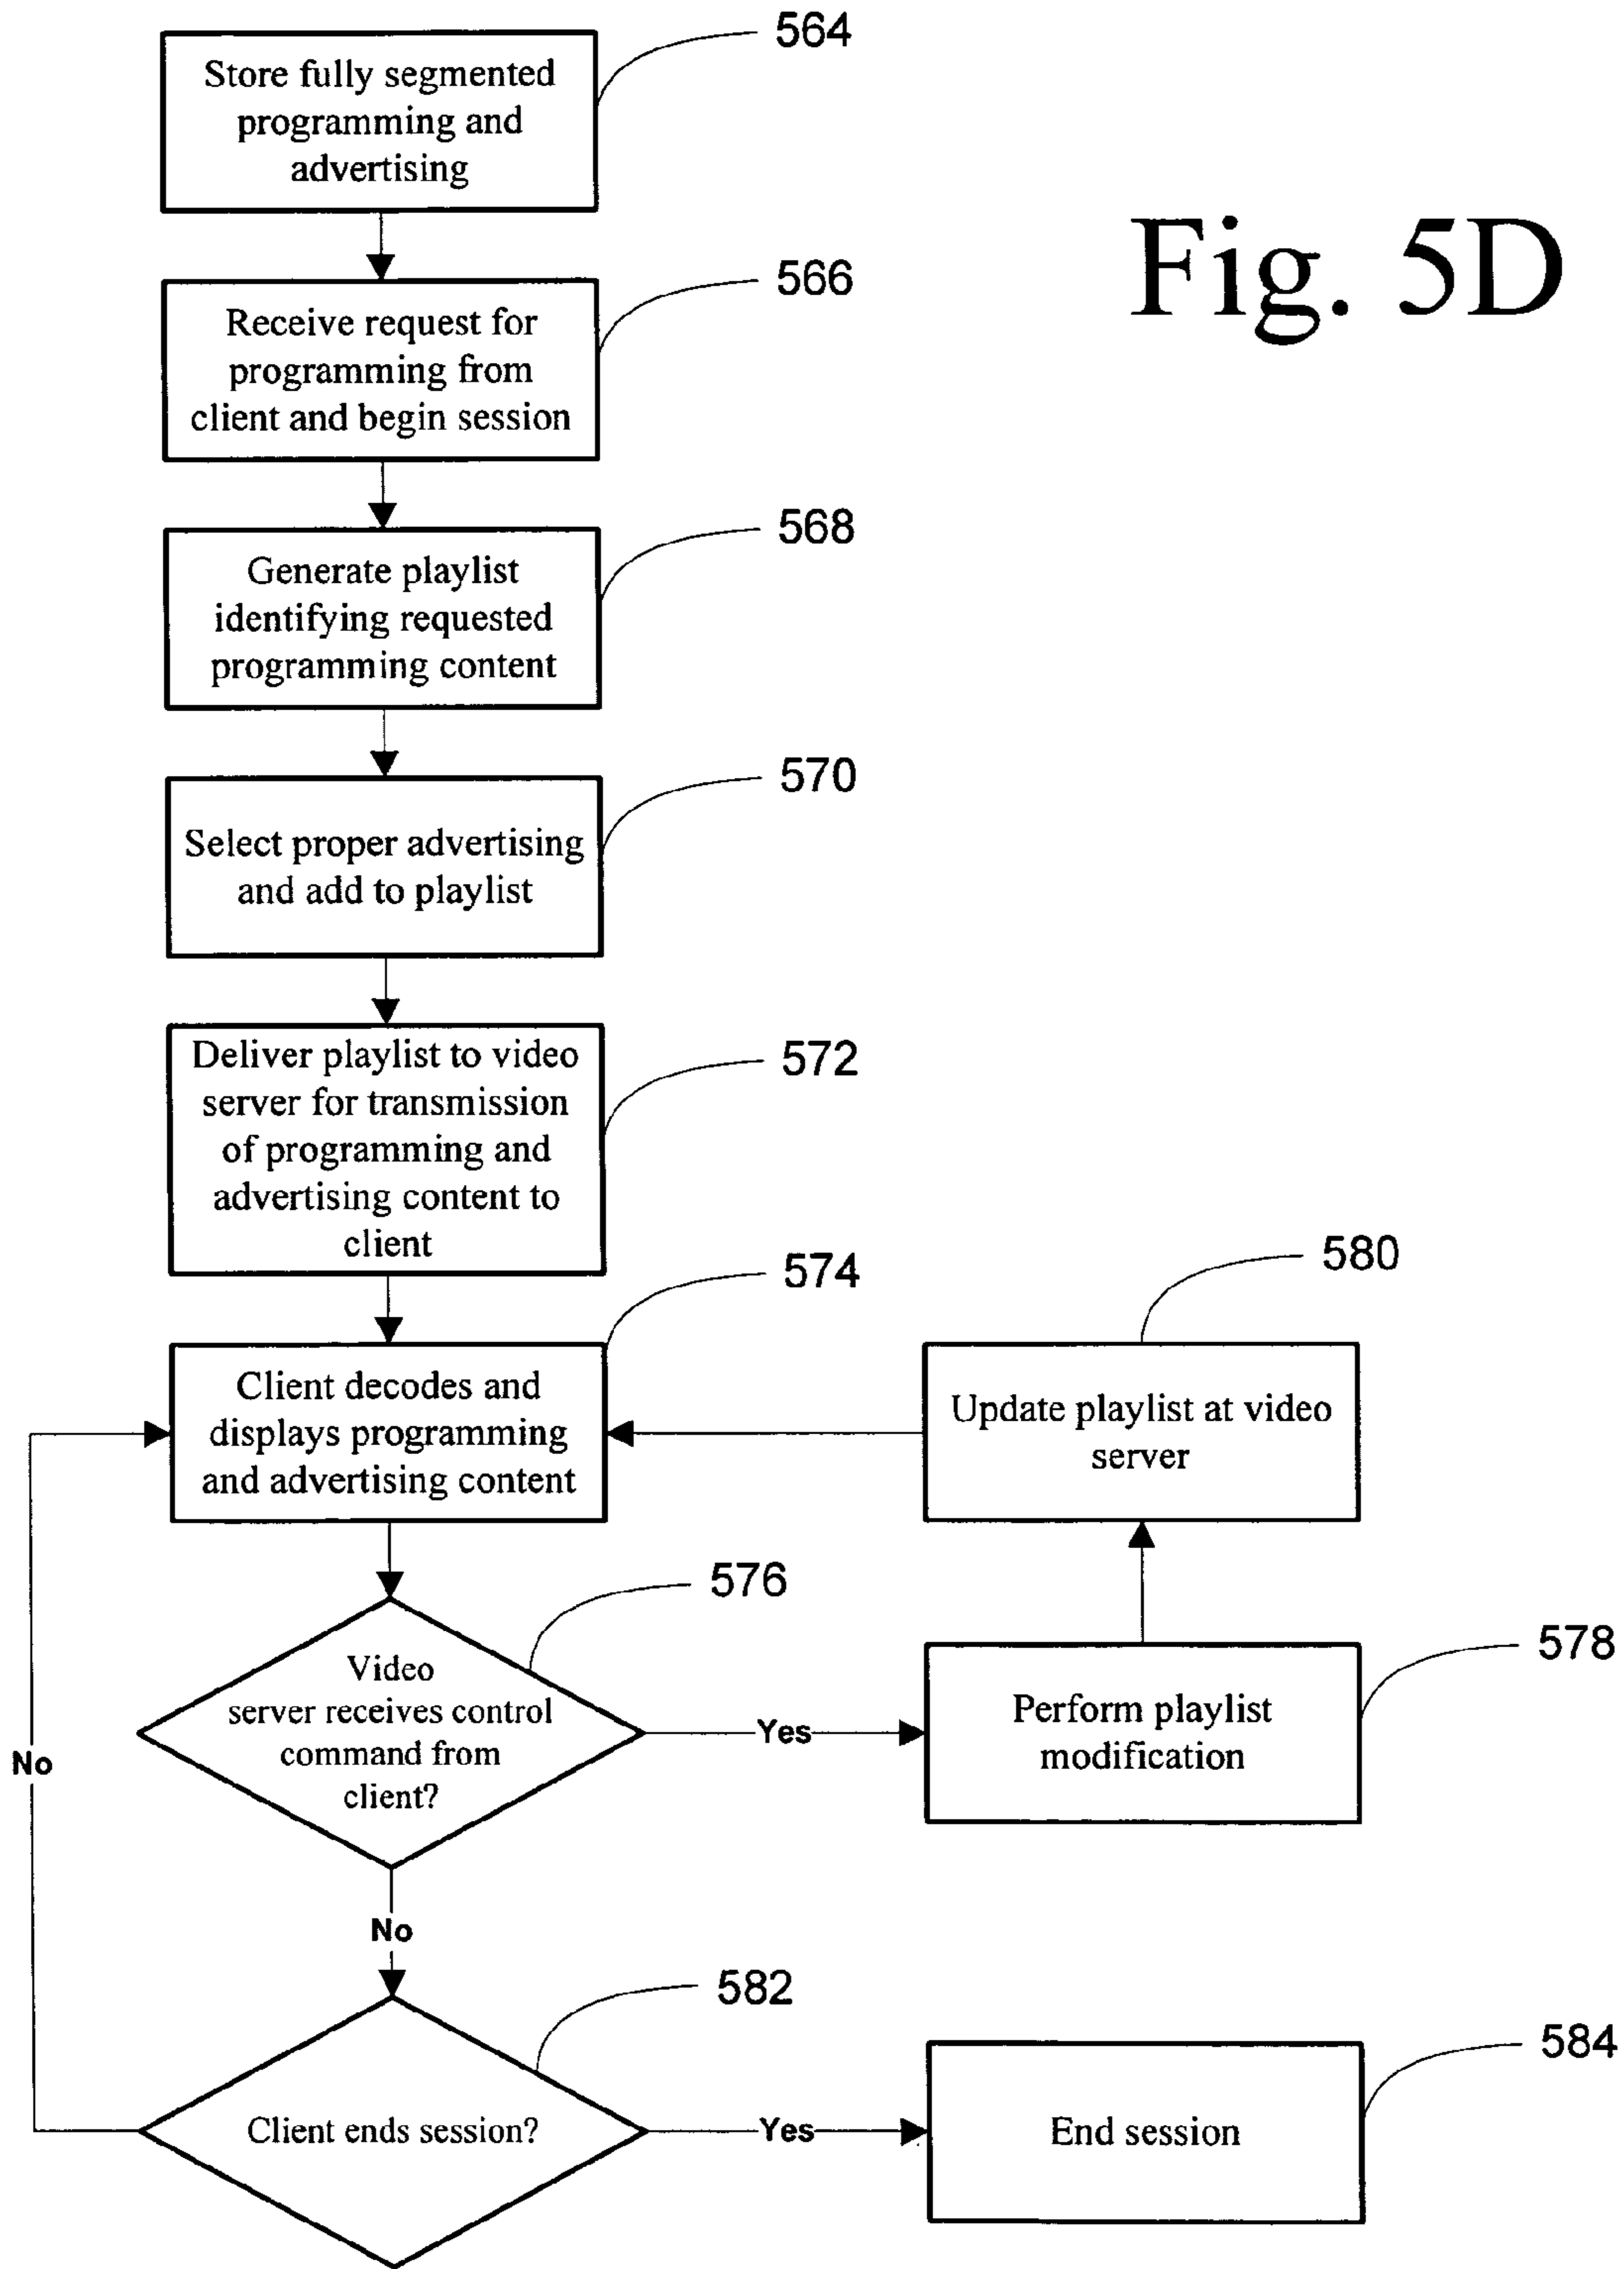 564
Store fully segmented
programming and
advertising
Fig. 5D
566
Receive request for
programming from
client and begin session
568
Generate playlist
identifying requested
programming content
570
Select proper advertising
and add to playlist
572
Deliver playlist to video
server for transmission
of programming and
advertising content to
client
574
Client decodes and
displays programming
and advertising content
580
Update playlist at video
server
576
Video
server receives control
command from
client?
Yes
578
Perform playlist
modification
No
No
582
Client ends session?
Yes
584
End session